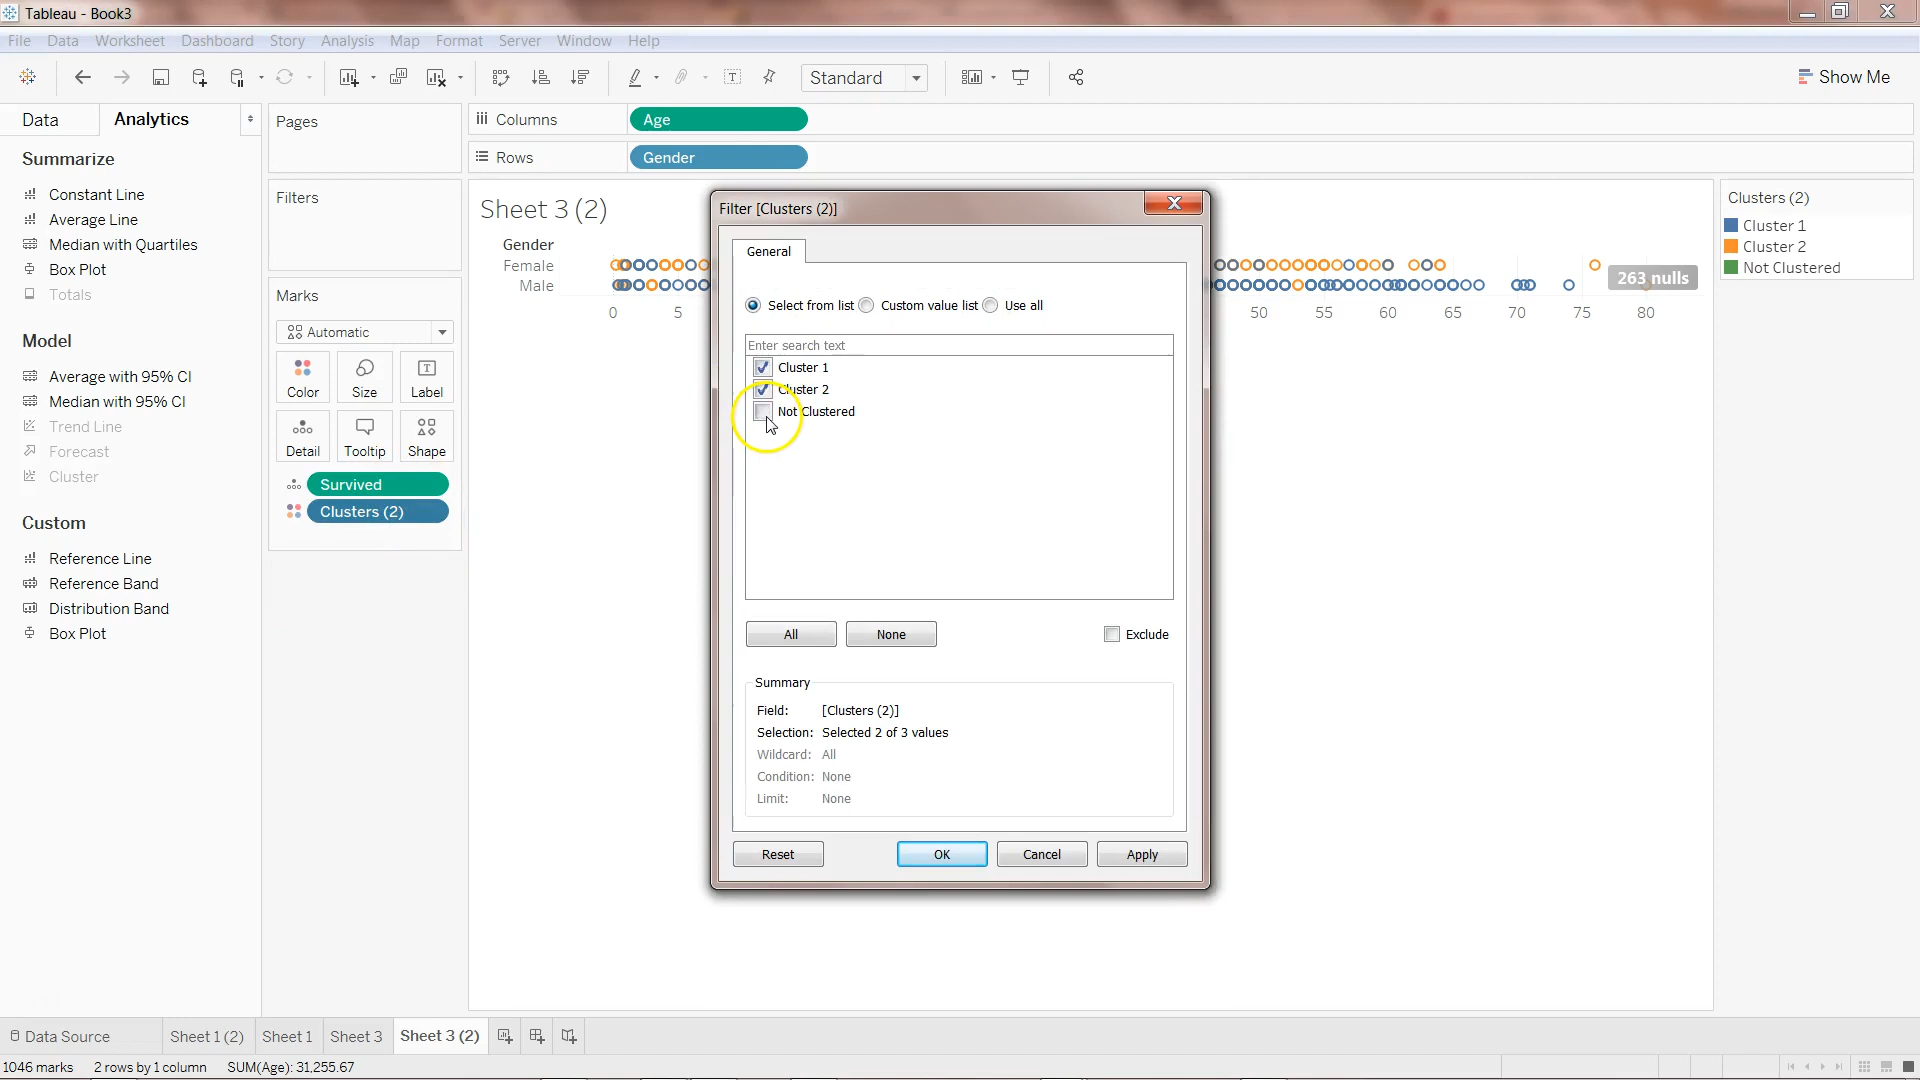 Tableau - Book3
File Data Worksheet Dashboard Story Analysis Map Format Server Window Help
Standard
Show Me
Data Analytics
Pages
Columns Age
Rows Gender
Summarize
Constant Line
Average Line
Median with Quartiles
Box Plot
Totals
Model
Average with 95% CI
Median with 95% CI
Trend Line
Forecast
Cluster
Custom
Reference Line
Reference Band
Distribution Band
Box Plot
Filters
Marks
Automatic
Color Size Label
Detail Tooltip Shape
Survived
Clusters (2)
Sheet 3 (2)
Gender
Female
Male
263 nulls
0 5 50 55 60 65 70 75 80
Filter [Clusters (2)]
General
Select from list Custom value list Use all
Enter search text
Cluster 1
Cluster 2
Not Clustered
All None Exclude
Summary
Field: [Clusters (2)]
Selection: Selected 2 of 3 values
Wildcard: All
Condition: None
Limit: None
Reset OK Cancel Apply
Clusters (2)
Cluster 1
Cluster 2
Not Clustered
Data Source Sheet 1 (2) Sheet 1 Sheet 3 Sheet 3 (2)
1046 marks 2 rows by 1 column SUM(Age): 31,255.67